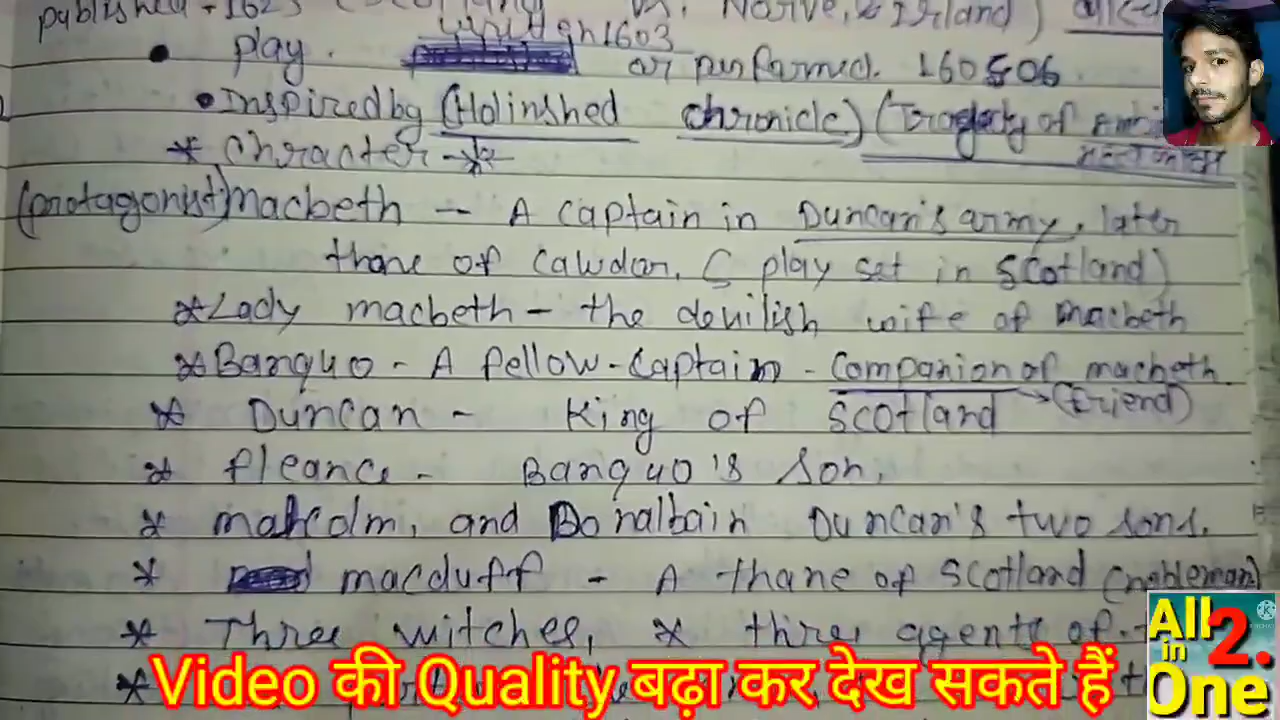 published - 1623
play. written in 1603 or performed. 1605 06
• Inspired by (Holinshed chronicle) (Tragedy of
* Chracter -
(protagonist) Macbeth - A captain in Duncan's army, later
thane of cawdor, ( play set in Scotland)
* Lady macbeth - the devilish wife of macbeth
* Banquo - A fellow-captain - Companion of macbeth
→ (friend)
* Duncan - King of Scotland
* fleance - Banquo's son.
* malcolm, and Donalbain Duncan's two sons.
* macduff - A thane of Scotland (nobleman)
* Three witches, * three agents of
*
Video की Quality बढ़ा कर देख सकते हैं
All in One 2.